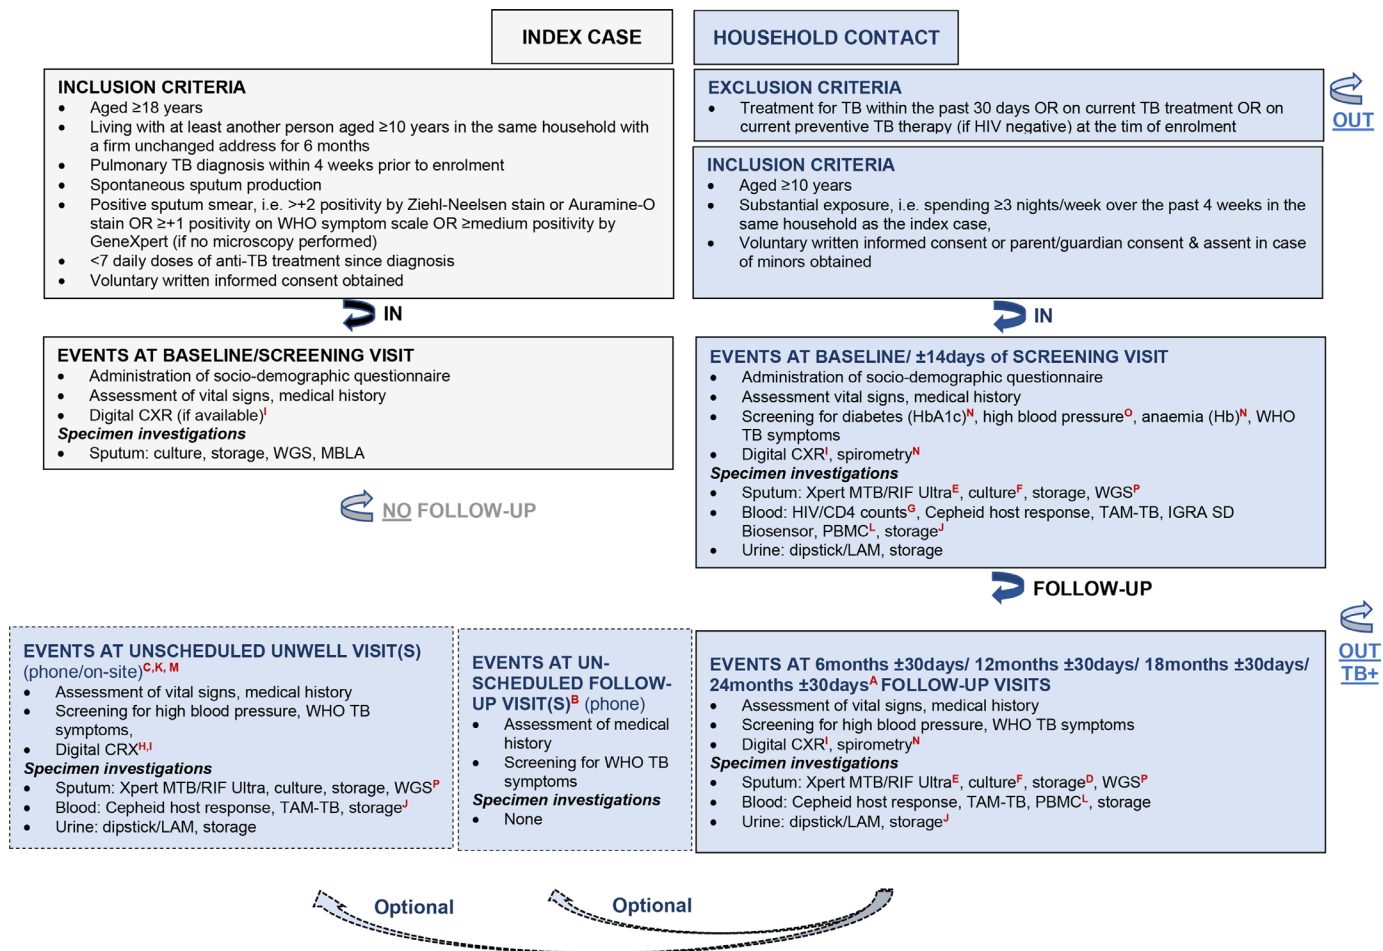 INDEX CASE
INCLUSION CRITERIA
• Aged ≥18 years
• Living with at least another person aged ≥10 years in the same household with
a firm unchanged address for 6 months
• Pulmonary TB diagnosis within 4 weeks prior to enrolment
• Spontaneous sputum production
• Positive sputum smear, i.e. >+2 positivity by Ziehl-Neelsen stain or Auramine-O
stain OR ≥+1 positivity on WHO symptom scale OR ≥medium positivity by
GeneXpert (if no microscopy performed)
• <7 daily doses of anti-TB treatment since diagnosis
• Voluntary written informed consent obtained
IN
EVENTS AT BASELINE/SCREENING VISIT
• Administration of socio-demographic questionnaire
• Assessment of vital signs, medical history
• Digital CXR (if available)I
Specimen investigations
• Sputum: culture, storage, WGS, MBLA
NO FOLLOW-UP
HOUSEHOLD CONTACT
EXCLUSION CRITERIA
• Treatment for TB within the past 30 days OR on current TB treatment OR on
current preventive TB therapy (if HIV negative) at the tim of enrolment
OUT
INCLUSION CRITERIA
• Aged ≥10 years
• Substantial exposure, i.e. spending ≥3 nights/week over the past 4 weeks in the
same household as the index case,
• Voluntary written informed consent or parent/guardian consent & assent in case
of minors obtained
IN
EVENTS AT BASELINE/ ±14days of SCREENING VISIT
• Administration of socio-demographic questionnaire
• Assessment vital signs, medical history
• Screening for diabetes (HbA1c)N, high blood pressureO, anaemia (Hb)N, WHO
TB symptoms
• Digital CXRI, spirometryN
Specimen investigations
• Sputum: Xpert MTB/RIF UltraE, cultureF, storage, WGSP
• Blood: HIV/CD4 countsG, Cepheid host response, TAM-TB, IGRA SD
Biosensor, PBMCL, storageJ
• Urine: dipstick/LAM, storage
FOLLOW-UP
EVENTS AT UNSCHEDULED UNWELL VISIT(S)
(phone/on-site)C,K, M
• Assessment of vital signs, medical history
• Screening for high blood pressure, WHO TB
symptoms,
• Digital CRXH,I
Specimen investigations
• Sputum: Xpert MTB/RIF Ultra, culture, storage, WGSP
• Blood: Cepheid host response, TAM-TB, storageJ
• Urine: dipstick/LAM, storage
EVENTS AT UN-
SCHEDULED FOLLOW-
UP VISIT(S)B (phone)
• Assessment of medical
history
• Screening for WHO TB
symptoms
Specimen investigations
• None
EVENTS AT 6months ±30days/ 12months ±30days/ 18months ±30days/
24months ±30daysA FOLLOW-UP VISITS
• Assessment of vital signs, medical history
• Screening for high blood pressure, WHO TB symptoms
• Digital CXRI, spirometryN
Specimen investigations
• Sputum: Xpert MTB/RIF UltraE, cultureF, storageD, WGSP
• Blood: Cepheid host response, TAM-TB, PBMCL, storage
• Urine: dipstick/LAM, storageJ
OUT
TB+
Optional
Optional